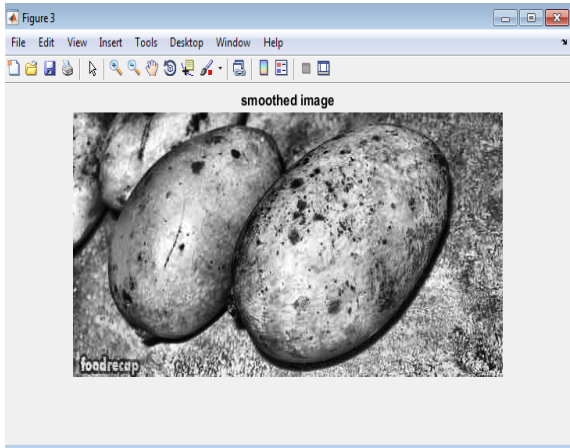 Figure 3
File Edit View Insert Tools Desktop Window Help
smoothed image
foodrecap